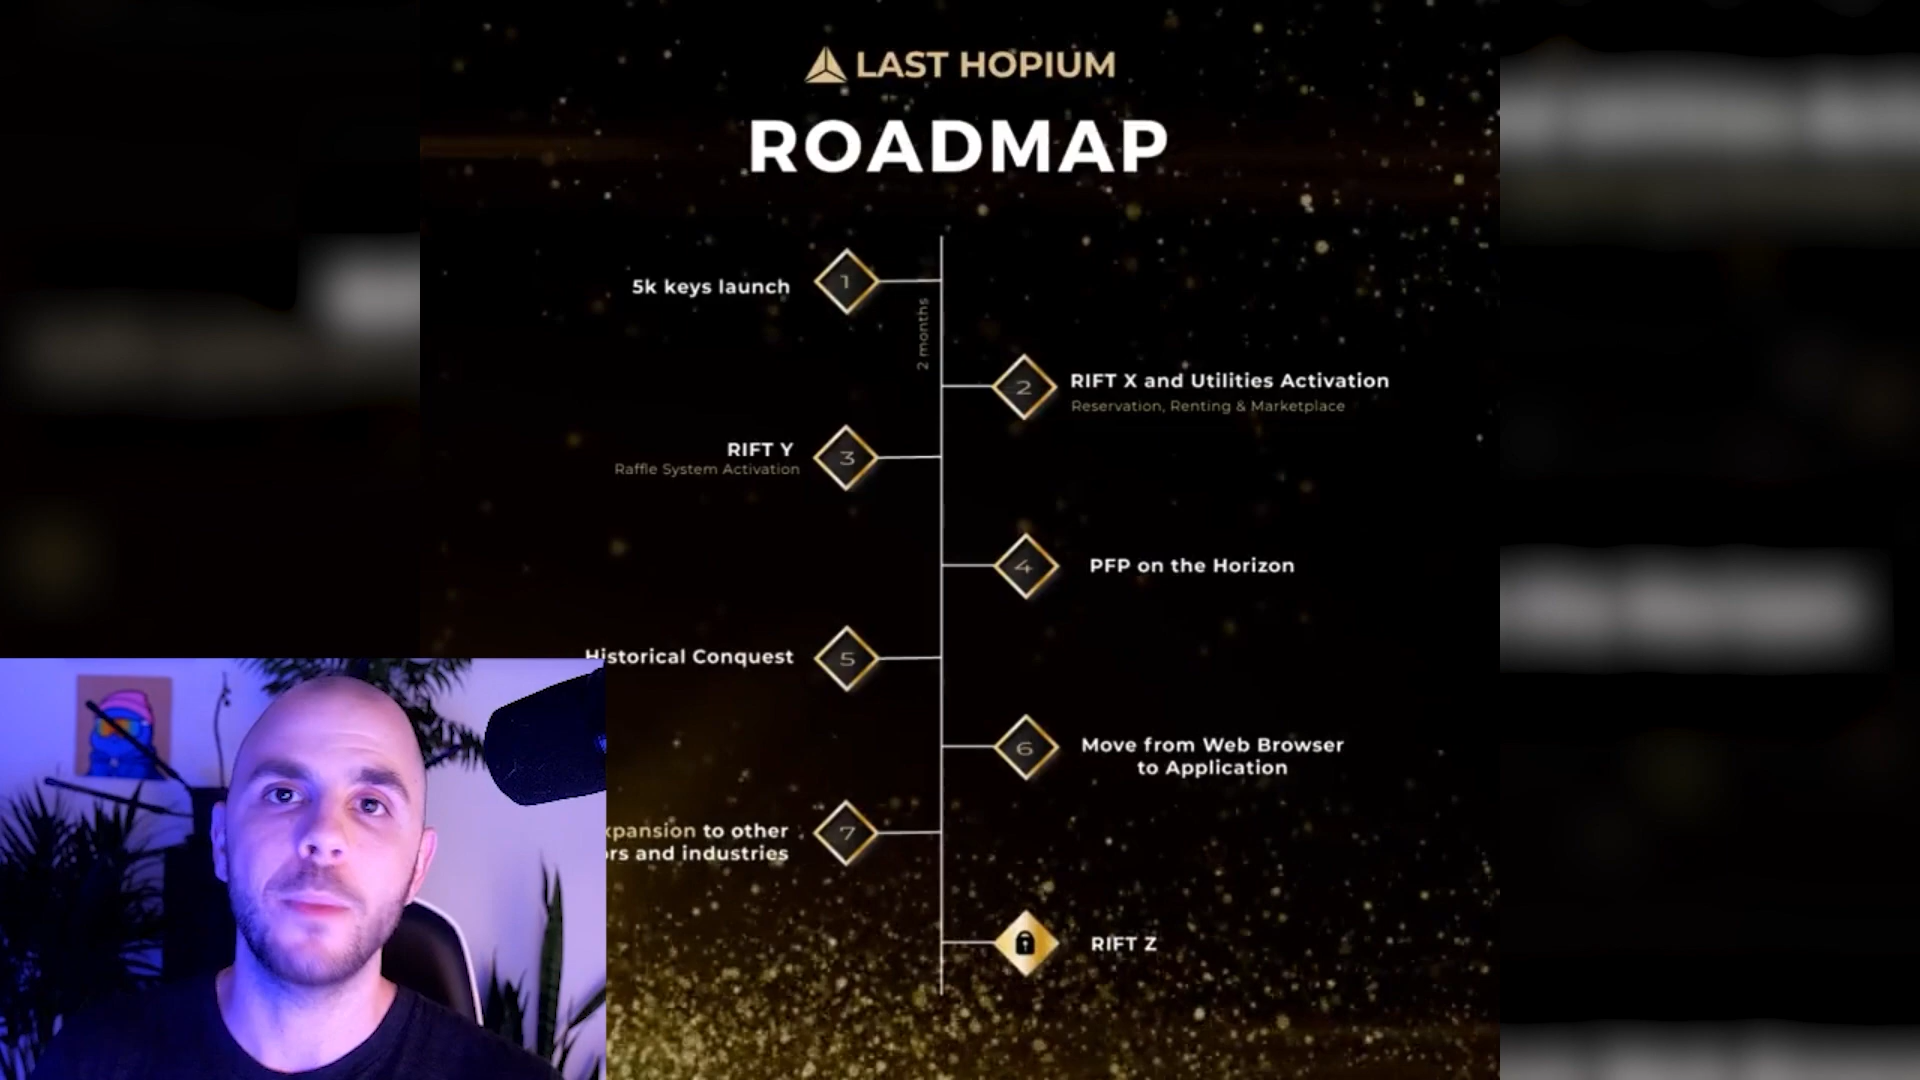 LAST HOPIUM
ROADMAP
5k keys launch
1
2 months
2
RIFT X and Utilities Activation
Reservation, Renting & Marketplace
RIFT Y
Raffle System Activation
3
4
PFP on the Horizon
Historical Conquest
5
6
Move from Web Browser
to Application
xpansion to other
rs and industries
7
RIFT Z